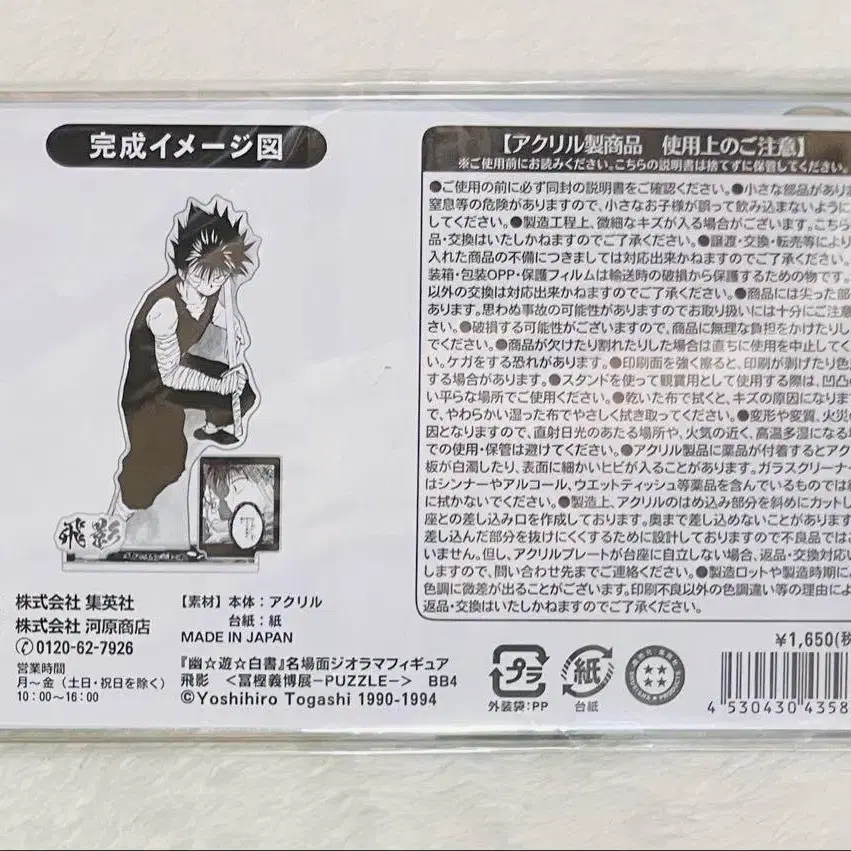 完成イメージ図
飛影
株式会社 集英社
株式会社 河原商店
0120-62-7926
営業時間
月～金（土日・祝日を除く）
10：00～16：00
【素材】本体：アクリル
台紙：紙
MADE IN JAPAN
『幽☆遊☆白書』名場面ジオラマフィギュア
飛影 ＜冨樫義博展－PUZZLE－＞ BB4
©Yoshihiro Togashi 1990-1994
【アクリル製商品 使用上のご注意】
※ご使用前にお読みください。こちらの説明書は捨てずに保管してください。
●ご使用の前に必ず同封の説明書をご確認ください。●小さな部品があり
窒息等の危険がありますので、小さなお子様が誤って飲み込まないように
してください。●製造工程上、微細なキズが入る場合がございます。こちら
品・交換はいたしかねますのでご了承ください。●譲渡・交換・転売等により
入れた商品の不備につきましては対応出来かねますのでご了承ください。
装箱・包装OPP・保護フィルムは輸送時の破損から保護するための物です。
以外の交換は対応出来かねますのでご了承ください。●商品には尖った部
おります。思わぬ事故の可能性がありますのでお取り扱いには十分にご注意
さい。●破損する可能性がございますので、商品に無理な負担をかけたりし
でください。●商品が欠けたり割れたりした場合は直ちに使用を中止してく
い。ケガをする恐れがあります。●印刷面を強く擦ると、印刷が剥げたり色
する場合があります。●スタンドを使って観賞用として使用する際は、凹凸の
い平らな場所でご使用ください。●乾いた布で拭くと、キズの原因になります
で、やわらかい湿った布でやさしく拭き取ってください。●変形や変質、火災の
因となりますので、直射日光のあたる場所や、火気の近く、高温多湿になる
での使用・保管は避けてください。●アクリル製品に薬品が付着するとアク
板が白濁したり、表面に細かいヒビが入ることがあります。ガラスクリーナー
はシンナーやアルコール、ウエットティッシュ等薬品を含んでいるものでは
に拭かないでください。●製造上、アクリルのはめ込み部分を斜めにカットし
座との差し込み口を作成しております。奥まで差し込めないことがあります
差し込んだ部分を抜けにくくするために設計しておりますので不良品ではご
いません。但し、アクリルプレートが台座に自立しない場合、返品・交換対応い
しますので、問い合わせ先までご連絡ください。●製造ロットや製造時期によ
色調に微差が出ることがございます。印刷不良以外の色調違い等の理由によ
返品・交換はいたしかねますのでご了承ください。
プラ
外装袋：PP
紙
台紙
¥1,650(税
4 530430 4358